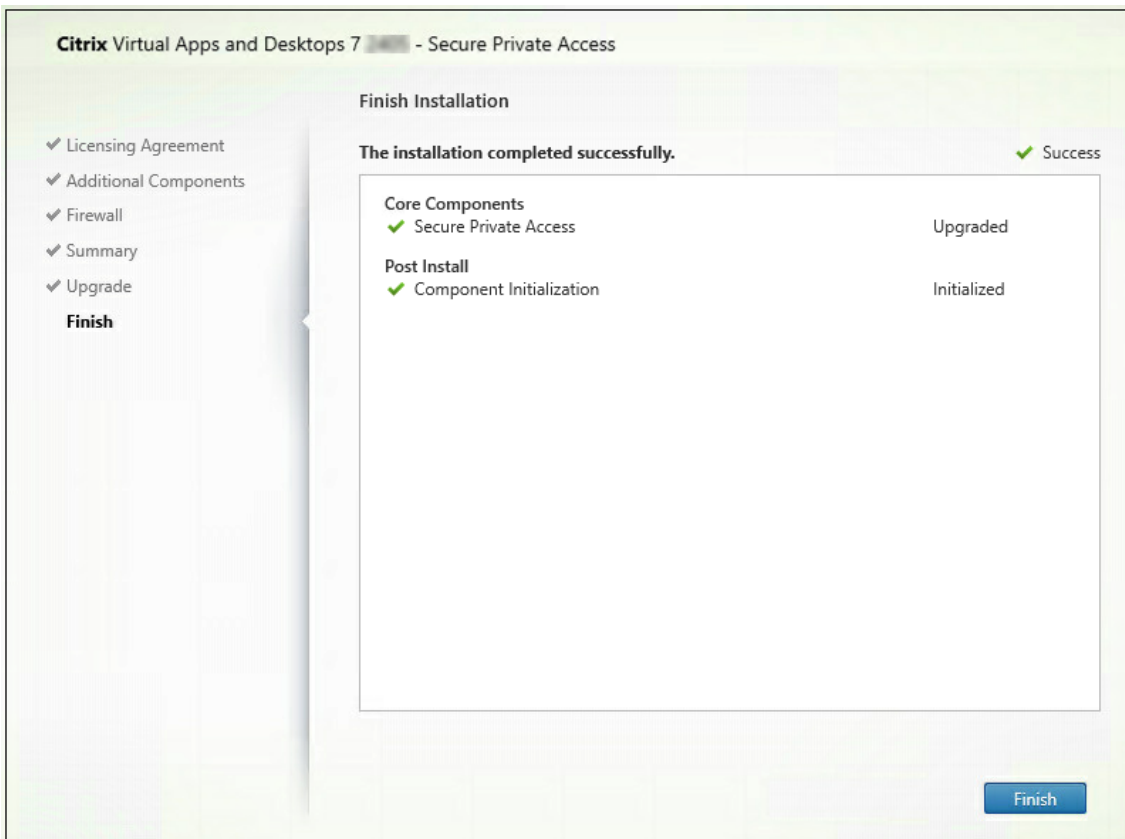 Citrix Virtual Apps and Desktops 7 - Secure Private Access
Finish Installation
Licensing Agreement
Additional Components
Firewall
Summary
Upgrade
Finish
The installation completed successfully.
Success
Core Components
Secure Private Access Upgraded
Post Install
Component Initialization Initialized
Finish